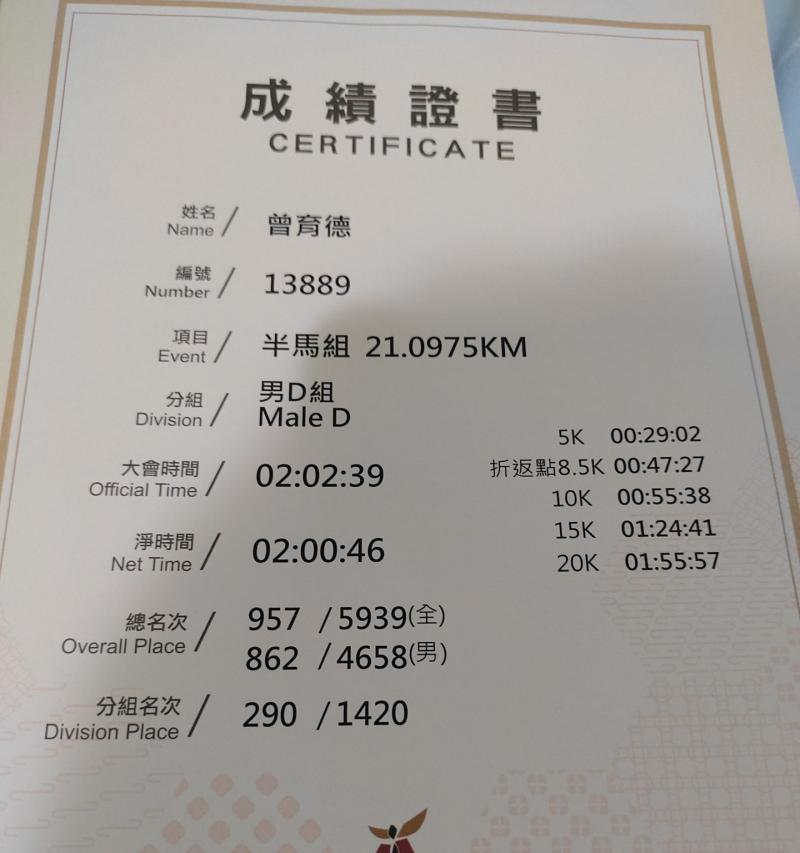 成績證書
CERTIFICATE
姓名
Name / 曾育德
編號
Number / 13889
項目
Event / 半馬組 21.0975KM
分組
Division / 男D組
Male D
5K 00:29:02
折返點8.5K 00:47:27
10K 00:55:38
15K 01:24:41
20K 01:55:57
大會時間
Official Time / 02:02:39
淨時間
Net Time / 02:00:46
總名次
Overall Place / 957 / 5939(全)
862 / 4658(男)
分組名次
Division Place / 290 / 1420